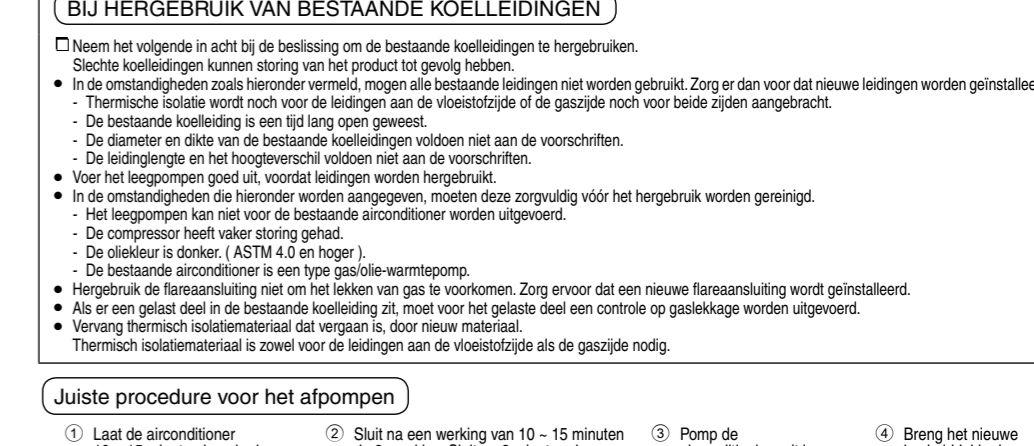 BIJ HERGEBRUIK VAN BESTAANDE KOELLEIDINGEN
Neem het volgende in acht bij de beslissing om de bestaande koelleidingen te hergebruiken.
Slechte koelleidingen kunnen storing van het product tot gevolg hebben.
● In de omstandigheden zoals hieronder vermeld, mogen alle bestaande leidingen niet worden gebruikt. Zorg er dan voor dat nieuwe leidingen worden geïnstallee
- Thermische isolatie wordt noch voor de leidingen aan de vloeistofzijde of de gaszijde noch voor beide zijden aangebracht.
- De bestaande koelleiding is een tijd lang open geweest.
- De diameter en dikte van de bestaande koelleidingen voldoen niet aan de voorschriften.
- De leidinglengte en het hoogteverschil voldoen niet aan de voorschriften.
● Voer het leegpompen goed uit, voordat leidingen worden hergebruikt.
● In de omstandigheden die hieronder worden aangegeven, moeten deze zorgvuldig vóór het hergebruik worden gereinigd.
- Het leegpompen kan niet voor de bestaande airconditioner worden uitgevoerd.
- De compressor heeft vaker storing gehad.
- De oliekleur is donker. ( ASTM 4.0 en hoger ).
- De bestaande airconditioner is een type gas/olie-warmtepomp.
● Hergebruik de flareaansluiting niet om het lekken van gas te voorkomen. Zorg ervoor dat een nieuwe flareaansluiting wordt geïnstalleerd.
● Als er een gelast deel in de bestaande koelleiding zit, moet voor het gelaste deel een controle op gaslekkage worden uitgevoerd.
● Vervang thermisch isolatiemateriaal dat vergaan is, door nieuw materiaal.
Thermisch isolatiemateriaal is zowel voor de leidingen aan de vloeistofzijde als de gaszijde nodig.
Juiste procedure voor het afpompen
① Laat de airconditioner
② Sluit na een werking van 10 ~ 15 minuten
③ Pomp de
④ Breng het nieuwe